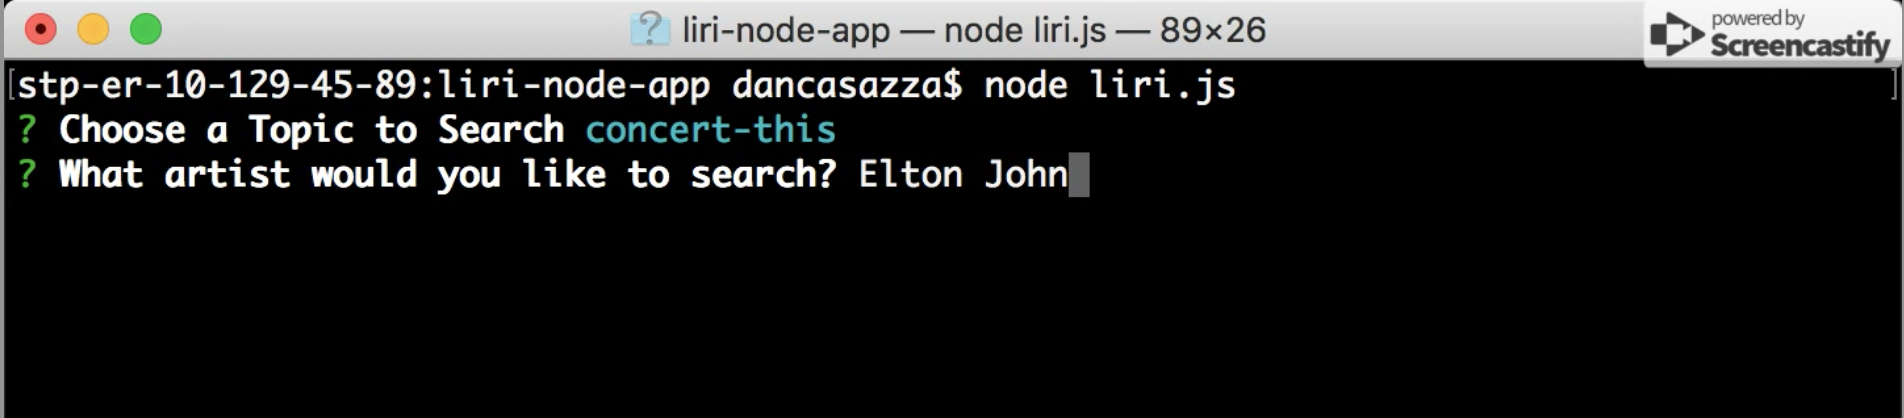 liri-node-app — node liri.js — 89×26
powered by
Screencastify
[stp-er-10-129-45-89:liri-node-app dancasazza$ node liri.js ]
? Choose a Topic to Search concert-this
? What artist would you like to search? Elton John